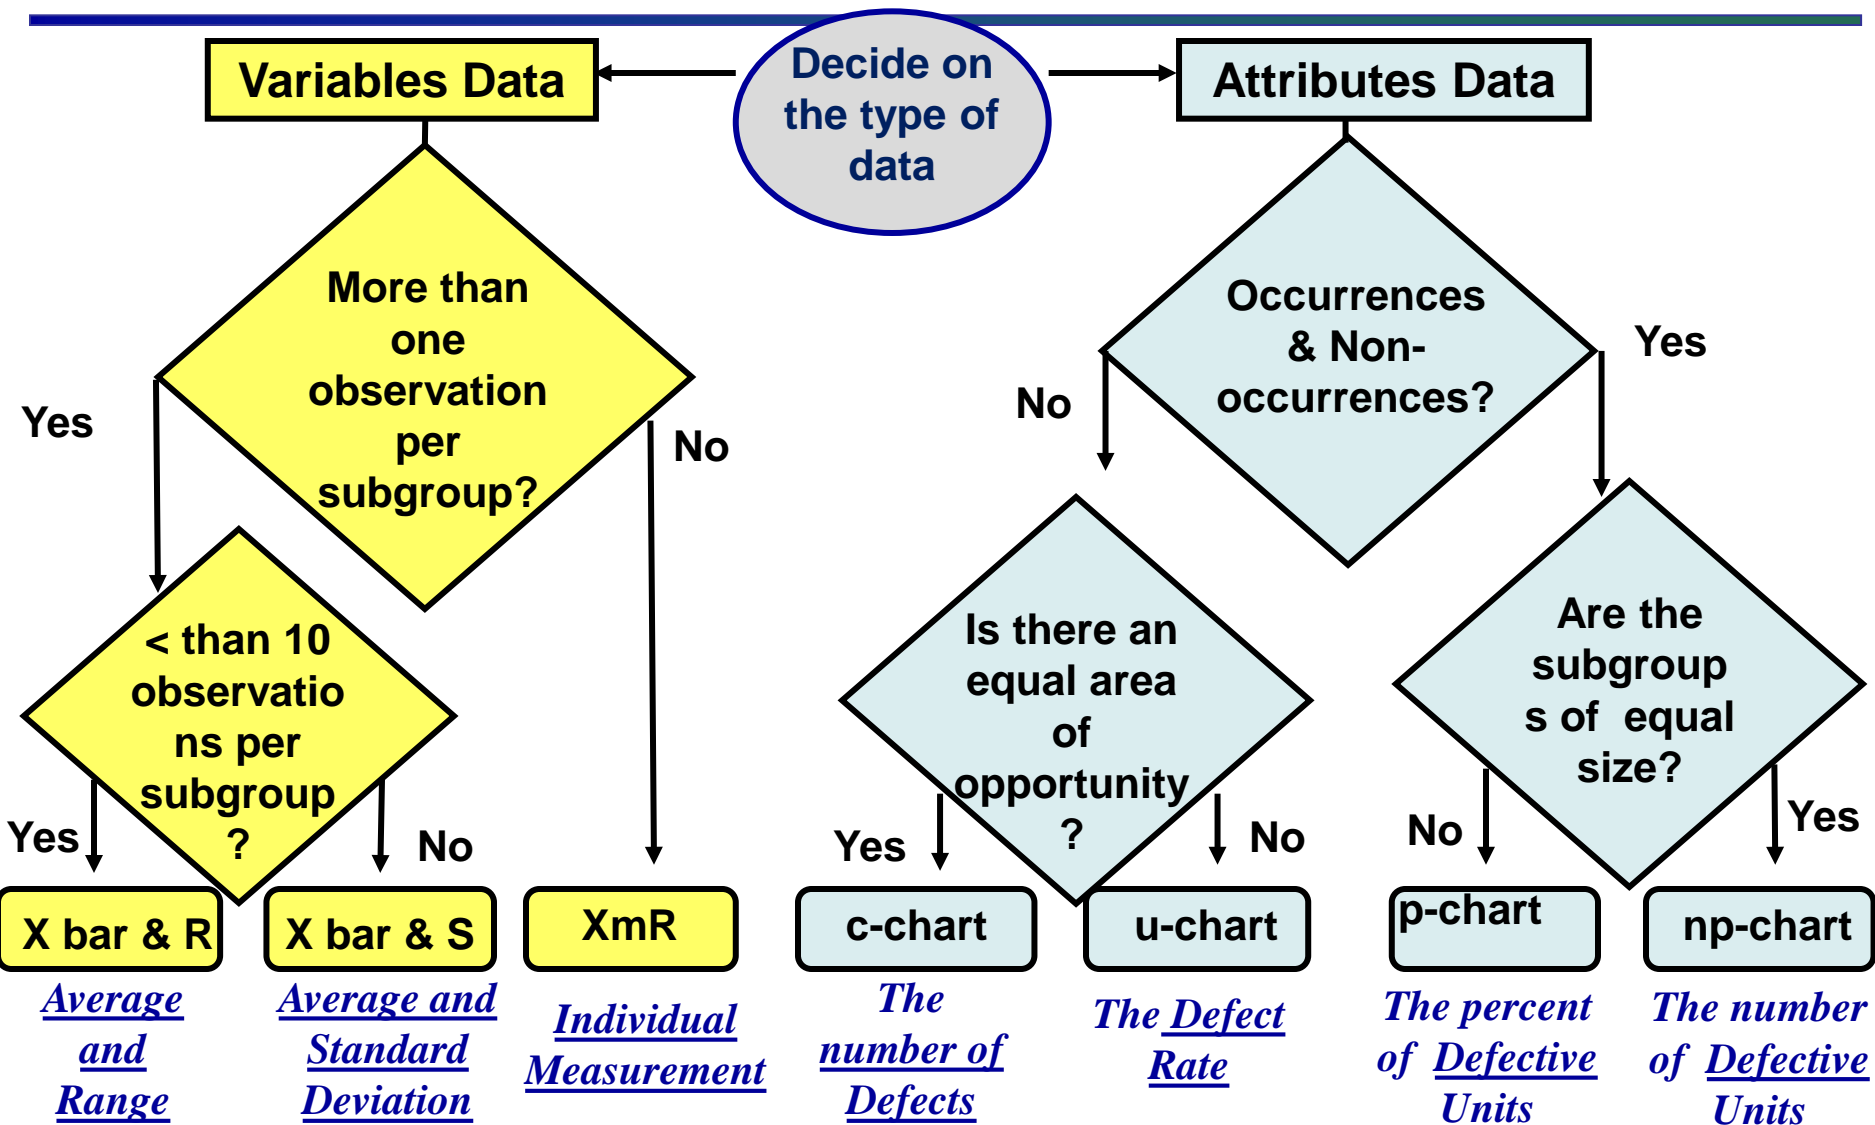 Decide on
the type of
data
Variables Data
Attributes Data
More than
one
observation
per
subgroup?
Occurrences
& Non-
occurrences?
Yes
No
No
Yes
< than 10
observatio
ns per
subgroup
?
Is there an
equal area
of
opportunity
?
Are the
subgroup
s of equal
size?
Yes
No
Yes
No
No
Yes
X bar & R
X bar & S
XmR
c-chart
u-chart
p-chart
np-chart
Average
and
Range
Average and
Standard
Deviation
Individual
Measurement
The
number of
Defects
The Defect
Rate
The percent
of Defective
Units
The number
of Defective
Units